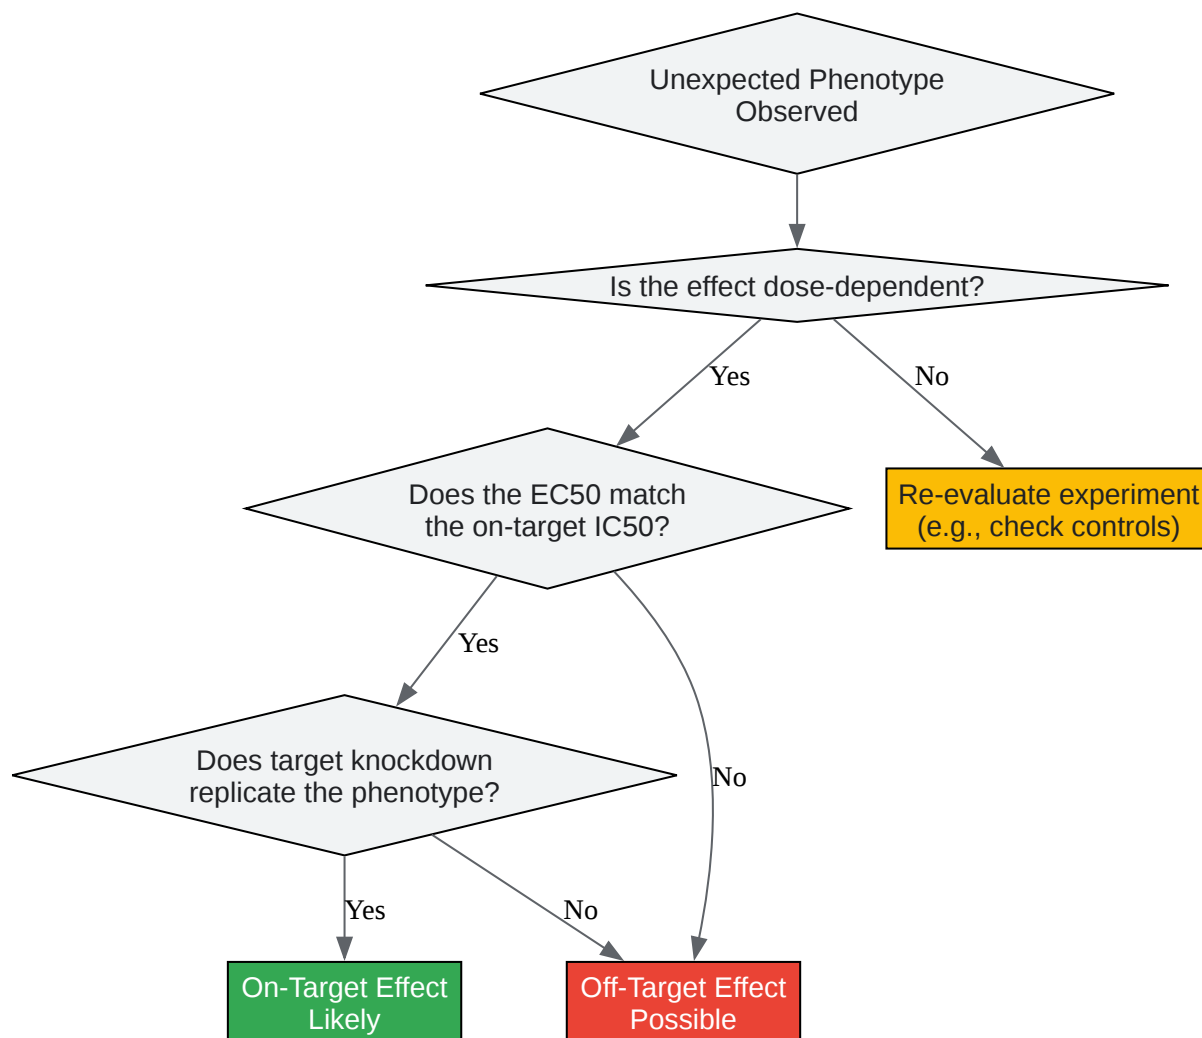 Unexpected Phenotype
Observed
Is the effect dose-dependent?
Yes
No
Does the EC50 match
the on-target IC50?
Re-evaluate experiment
(e.g., check controls)
Yes
Does target knockdown
replicate the phenotype?
No
Yes
No
On-Target Effect
Likely
Off-Target Effect
Possible